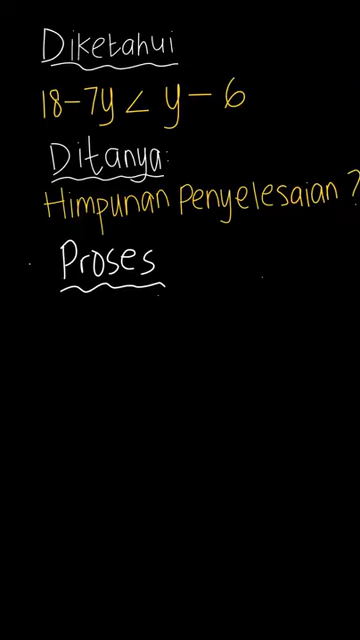 Diketahui
18-7y < y - 6
Ditanya:
Himpunan Penyelesaian ?
Proses